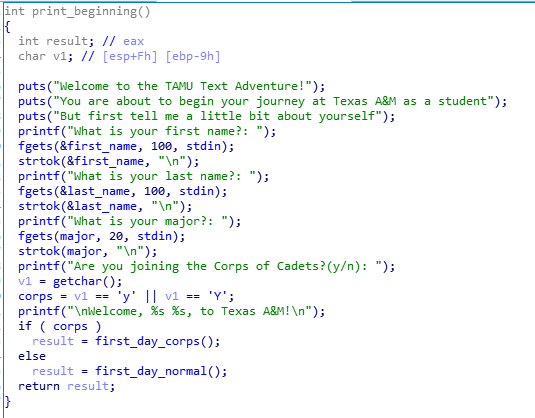 int print_beginning()
{
int result; // eax
char v1; // [esp+Fh] [ebp-9h]
puts("Welcome to the TAMU Text Adventure!");
puts("You are about to begin your journey at Texas A&M as a student");
puts("But first tell me a little bit about yourself");
printf("What is your first name?: ");
fgets(&first_name, 100, stdin);
strtok(&first_name, "\n");
printf("What is your last name?: ");
fgets(&last_name, 100, stdin);
strtok(&last_name, "\n");
printf("What is your major?: ");
fgets(major, 20, stdin);
strtok(major, "\n");
printf("Are you joining the Corps of Cadets?(y/n): ");
v1 = getchar();
corps = v1 == 'y' || v1 == 'Y';
printf("\nWelcome, %s %s, to Texas A&M!\n");
if ( corps )
result = first_day_corps();
else
result = first_day_normal();
return result;
}